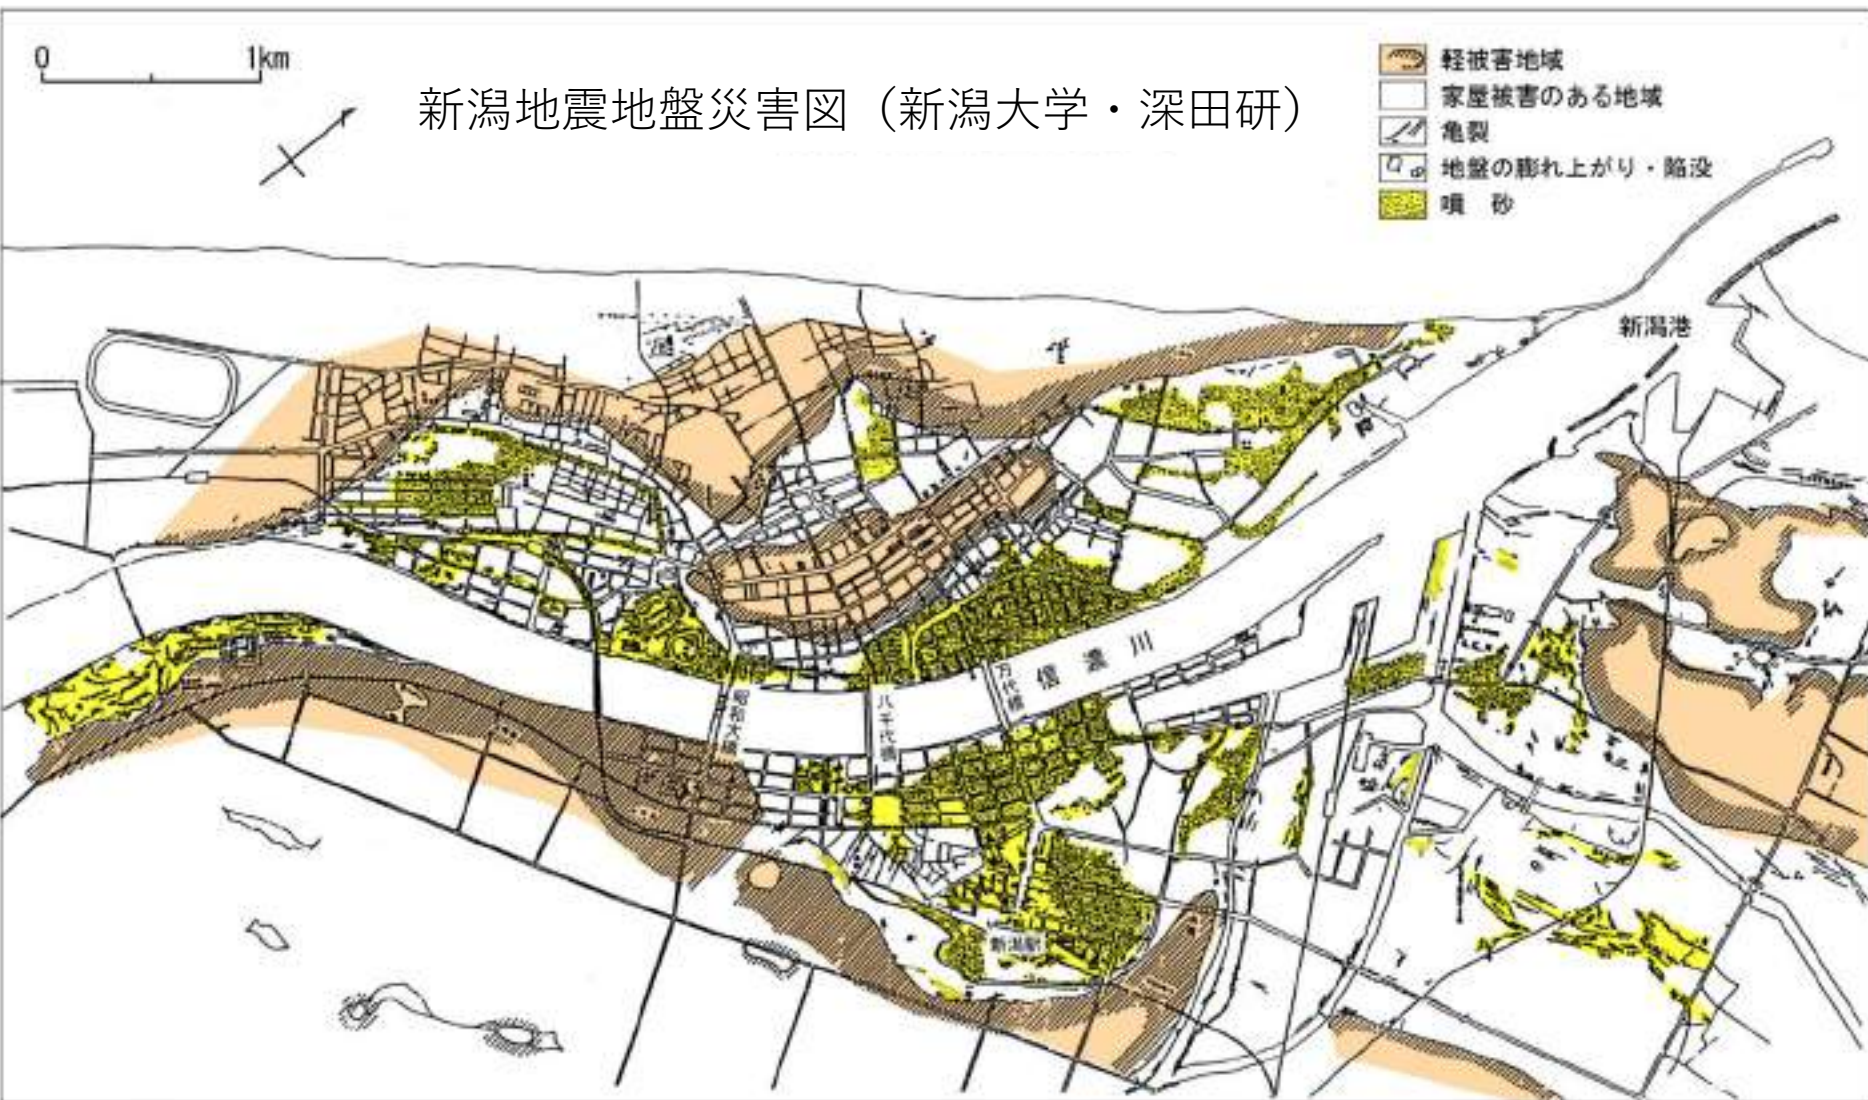 0 1km
新潟地震地盤災害図（新潟大学・深田研）
軽被害地域
家屋被害のある地域
亀裂
地盤の膨れ上がり・陥没
噴 砂
新潟港
信濃川
万代橋
八千代橋
昭和大橋
新潟駅